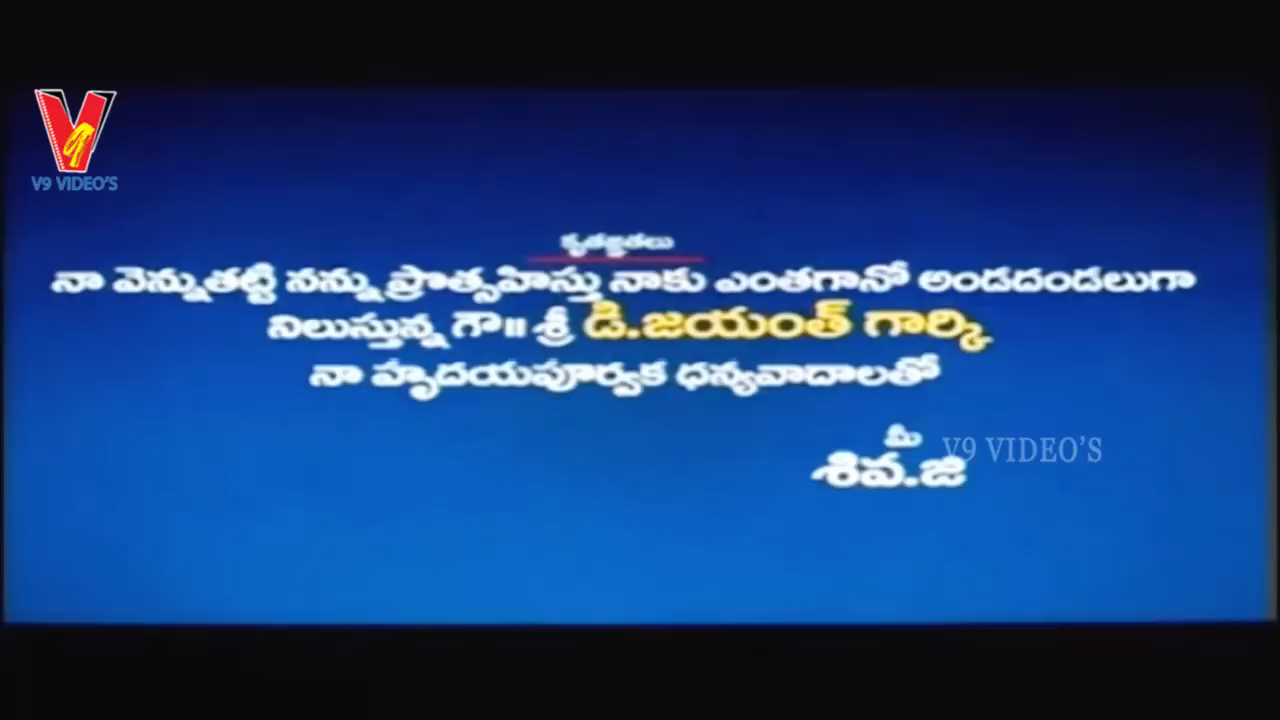 V9 VIDEO'S
కృతజ్ఞతలు
నా వెన్నుతట్టి నన్ను ప్రొత్సహిస్తు నాకు ఎంతగానో అండదండలుగా
నిలుస్తున్న గౌ॥ శ్రీ డి.జయంత్ గార్కి
నా హృదయపూర్వక ధన్యవాదాలతో
మీ
శివ.జి
V9 VIDEO'S